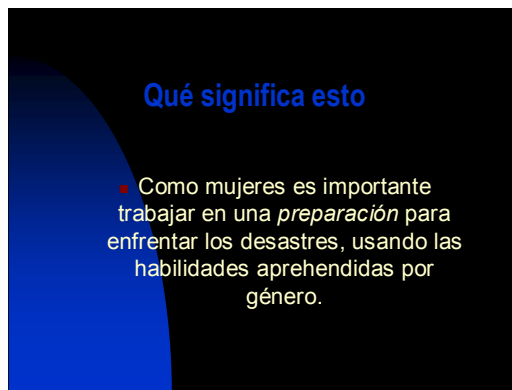 Qué significa esto
Como mujeres es importante
trabajar en una preparación para
enfrentar los desastres, usando las
habilidades aprehendidas por
género.